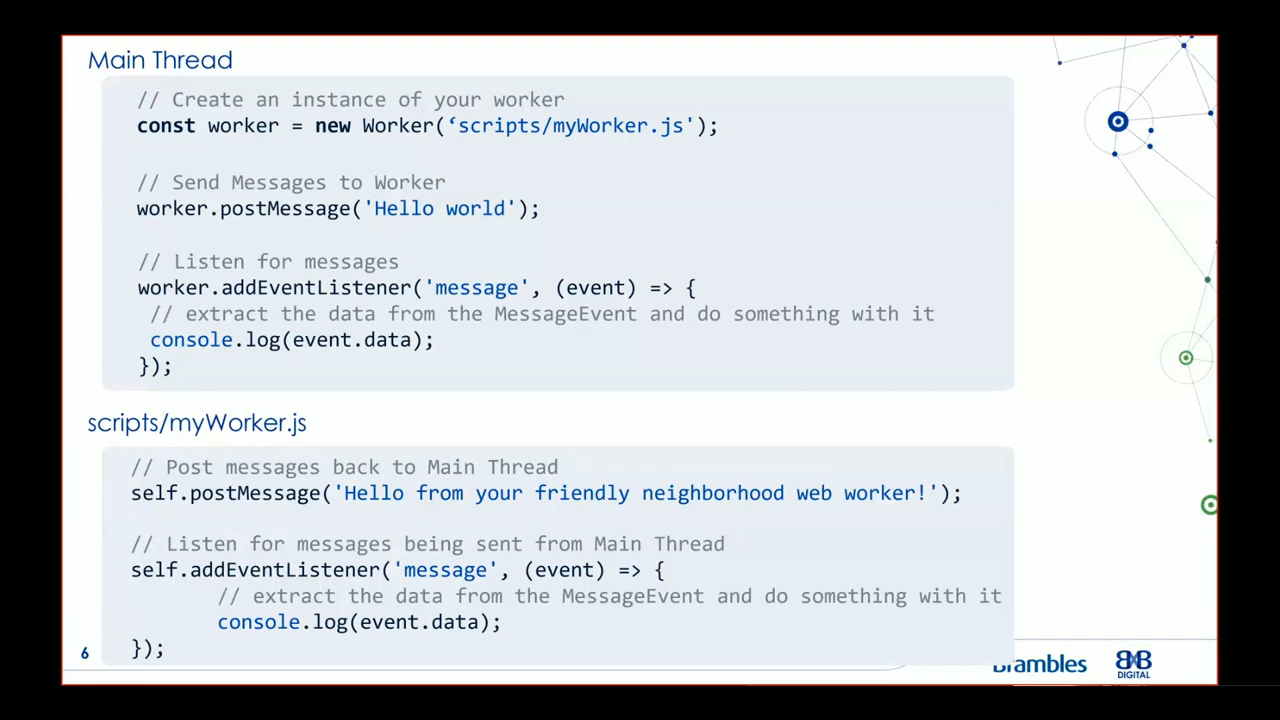 Main Thread
// Create an instance of your worker
const worker = new Worker(‘scripts/myWorker.js');
// Send Messages to Worker
worker.postMessage('Hello world');
// Listen for messages
worker.addEventListener('message', (event) => {
// extract the data from the MessageEvent and do something with it
console.log(event.data);
});
scripts/myWorker.js
// Post messages back to Main Thread
self.postMessage('Hello from your friendly neighborhood web worker!');
// Listen for messages being sent from Main Thread
self.addEventListener('message', (event) => {
// extract the data from the MessageEvent and do something with it
console.log(event.data);
});
6
Brambles
BXB
DIGITAL